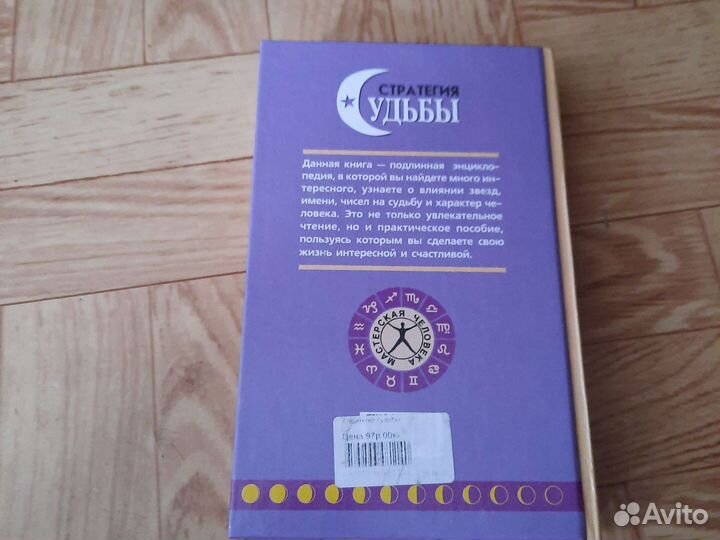 СТРАТЕГИЯ
СУДЬБЫ
Данная книга — подлинная энцикло-
педия, в которой вы найдете много ин-
тересного, узнаете о влиянии звезд,
имени, чисел на судьбу и характер че-
ловека. Это не только увлекательное
чтение, но и практическое пособие,
пользуясь которым вы сделаете свою
жизнь интересной и счастливой.
МАСТЕРСКАЯ ЧЕЛОВЕКА
судьбы
Цена 97р.00к
Avito